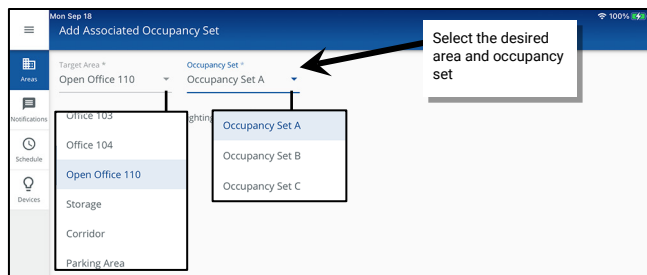 Mon Sep 18
100%
Add Associated Occupancy Set
Select the desired
area and occupancy
set
Areas
Notifications
Schedule
Devices
Target Area *
Occupancy Set *
Open Office 110
Occupancy Set A
Office 103
Office 104
Open Office 110
Storage
Corridor
Parking Area
Occupancy Set A
Occupancy Set B
Occupancy Set C